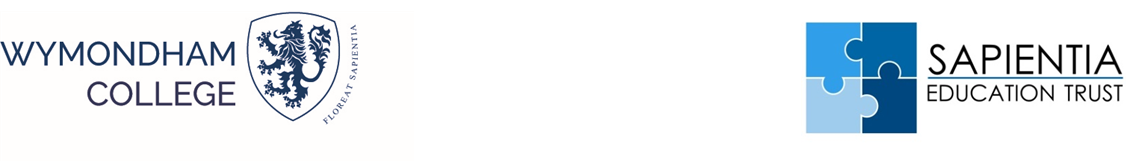 WYMONDHAM
COLLEGE
FLOREAT SAPIENTIA
SAPIENTIA
EDUCATION TRUST